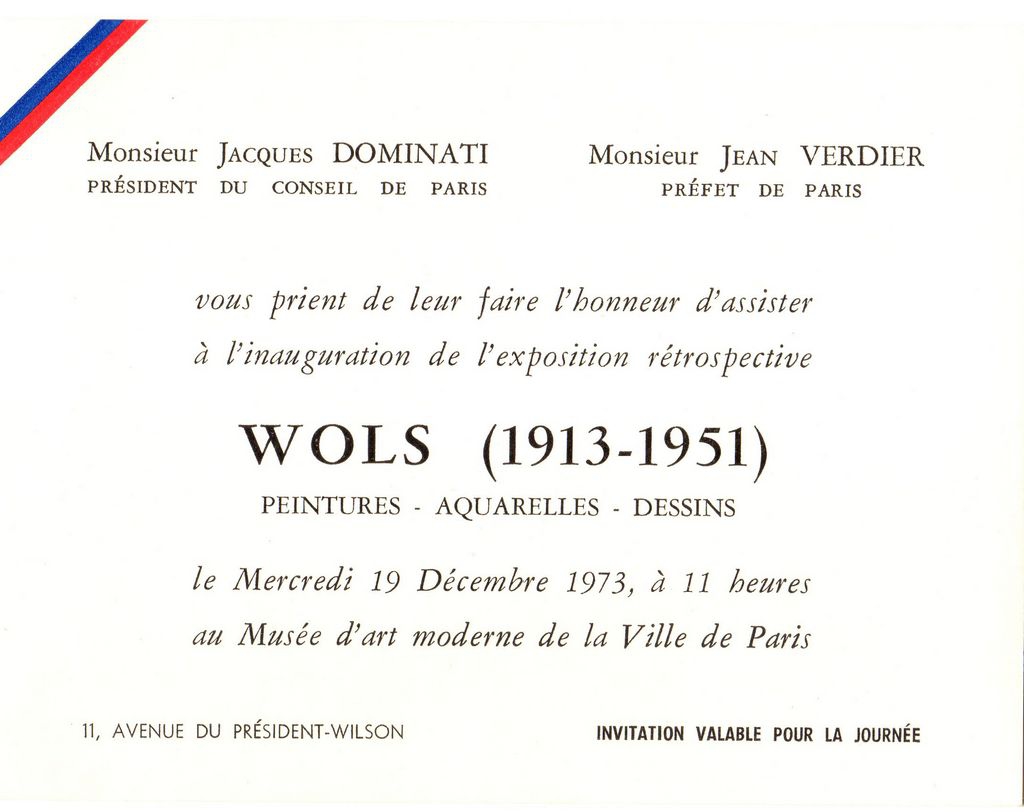 Monsieur Jacques DOMINATI
PRÉSIDENT DU CONSEIL DE PARIS
Monsieur Jean VERDIER
PRÉFET DE PARIS
vous prient de leur faire l'honneur d'assister
à l'inauguration de l'exposition rétrospective
WOLS (1913-1951)
PEINTURES - AQUARELLES - DESSINS
le Mercredi 19 Décembre 1973, à 11 heures
au Musée d'art moderne de la Ville de Paris
11, AVENUE DU PRÉSIDENT-WILSON
INVITATION VALABLE POUR LA JOURNÉE